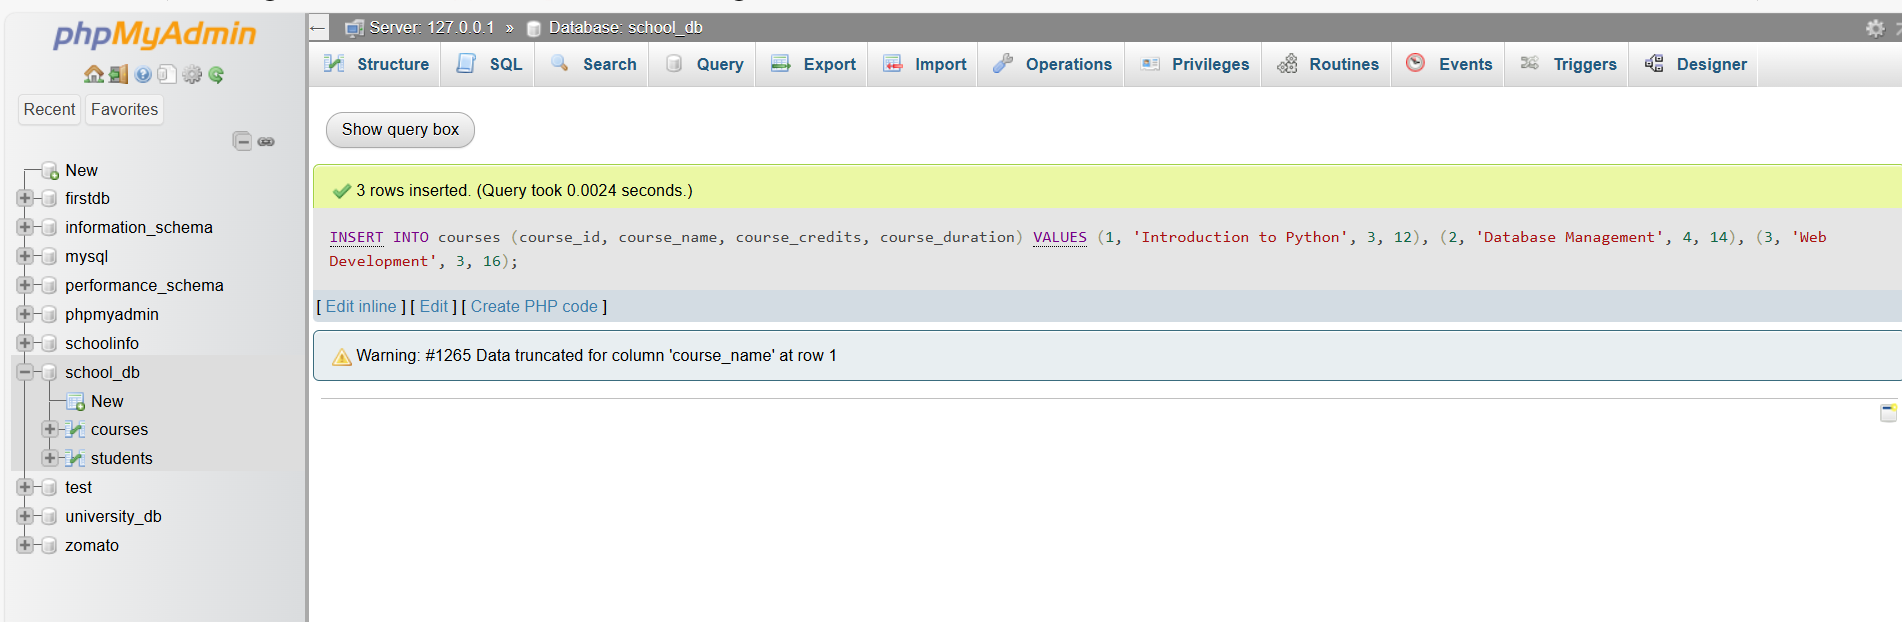 phpMyAdmin
Recent Favorites
New
firstdb
information_schema
mysql
performance_schema
phpmyadmin
schoolinfo
school_db
New
courses
students
test
university_db
zomato
← Server: 127.0.0.1 » Database: school_db
Structure SQL Search Query Export Import Operations Privileges Routines Events Triggers Designer
Show query box
3 rows inserted. (Query took 0.0024 seconds.)
INSERT INTO courses (course_id, course_name, course_credits, course_duration) VALUES (1, 'Introduction to Python', 3, 12), (2, 'Database Management', 4, 14), (3, 'Web
Development', 3, 16);
[ Edit inline ] [ Edit ] [ Create PHP code ]
Warning: #1265 Data truncated for column 'course_name' at row 1